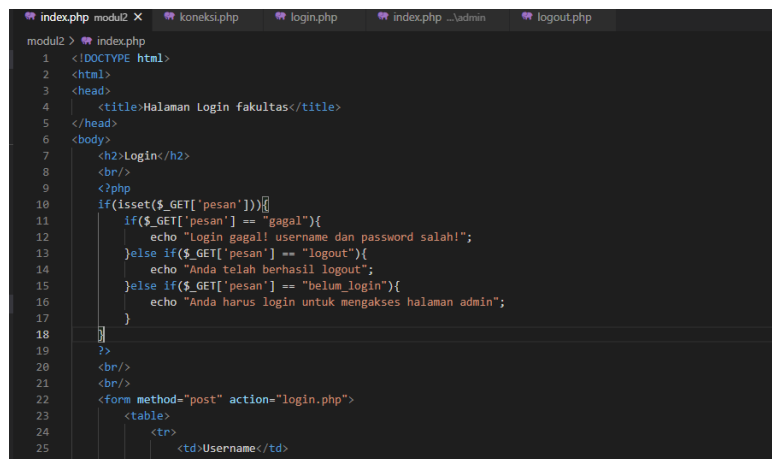 index.php modul2 × koneksi.php login.php index.php ...\admin logout.php
modul2 > index.php
1 <!DOCTYPE html>
2 <html>
3 <head>
4 <title>Halaman Login fakultas</title>
5 </head>
6 <body>
7 <h2>Login</h2>
8 <br/>
9 <?php
10 if(isset($_GET['pesan'])){
11 if($_GET['pesan'] == "gagal"){
12 echo "Login gagal! username dan password salah!";
13 }else if($_GET['pesan'] == "logout"){
14 echo "Anda telah berhasil logout";
15 }else if($_GET['pesan'] == "belum_login"){
16 echo "Anda harus login untuk mengakses halaman admin";
17 }
18 }
19 ?>
20 <br/>
21 <br/>
22 <form method="post" action="login.php">
23 <table>
24 <tr>
25 <td>Username</td>